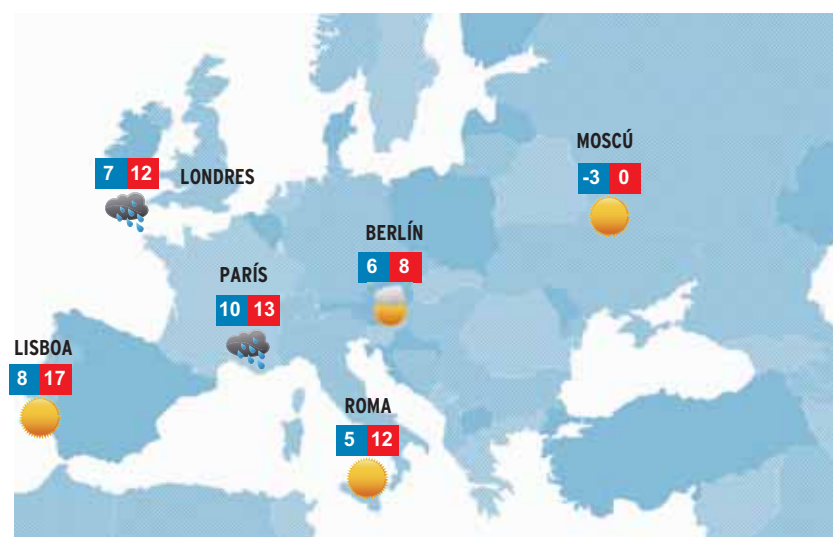 MOSCÚ
-3 0
7 12
LONDRES
BERLÍN
6 8
PARÍS
10 13
LISBOA
8 17
ROMA
5 12